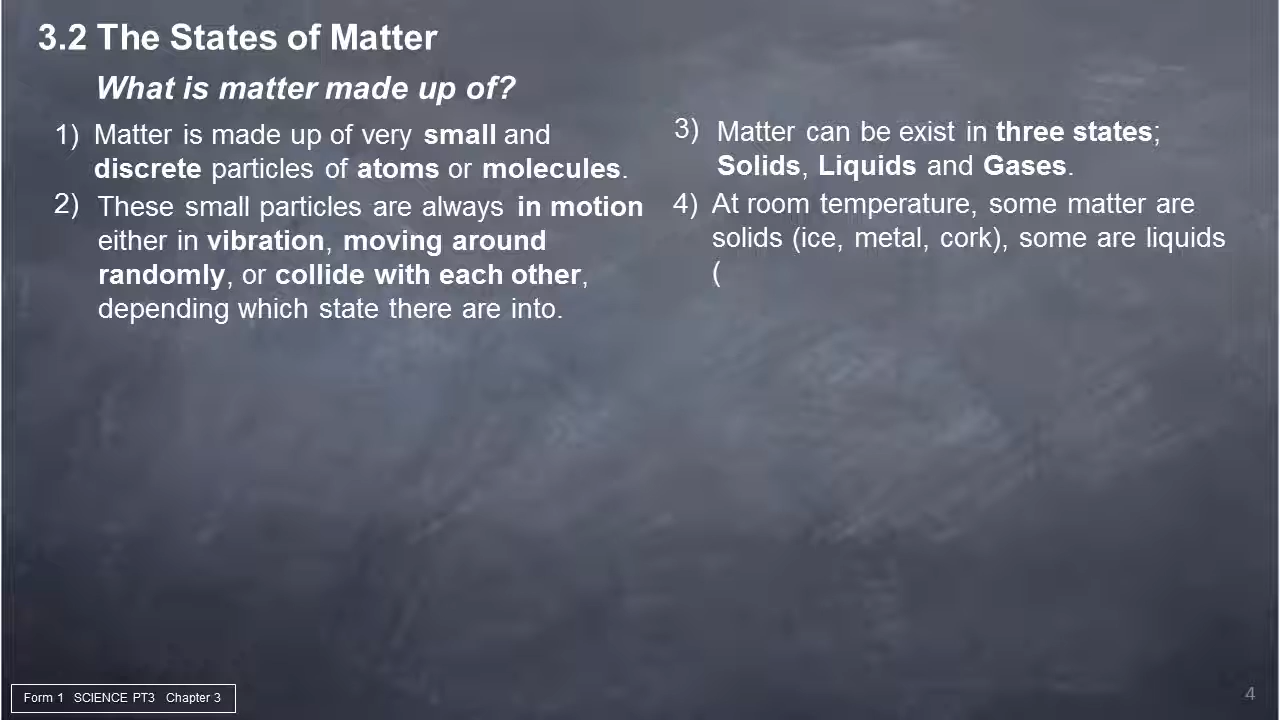 3.2 The States of Matter
What is matter made up of?
1) Matter is made up of very small and
discrete particles of atoms or molecules.
2) These small particles are always in motion
either in vibration, moving around
randomly, or collide with each other,
depending which state there are into.
3) Matter can be exist in three states;
Solids, Liquids and Gases.
4) At room temperature, some matter are
solids (ice, metal, cork), some are liquids
(
Form 1 SCIENCE PT3 Chapter 3
4